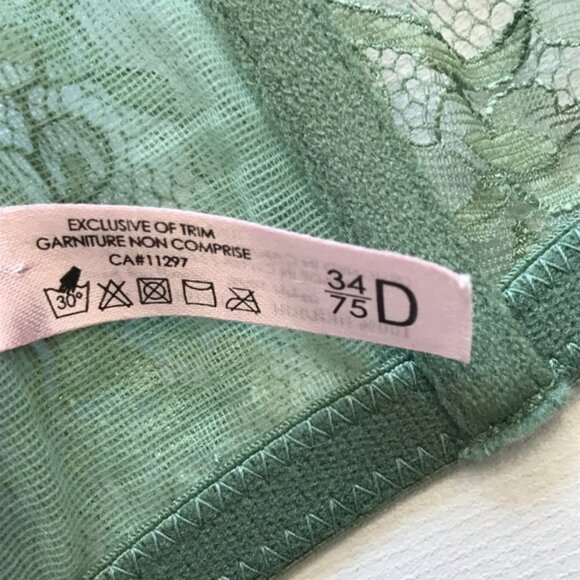 EXCLUSIVE OF TRIM
GARNITURE NON COMPRISE
CA#11297
30°
34
75 D